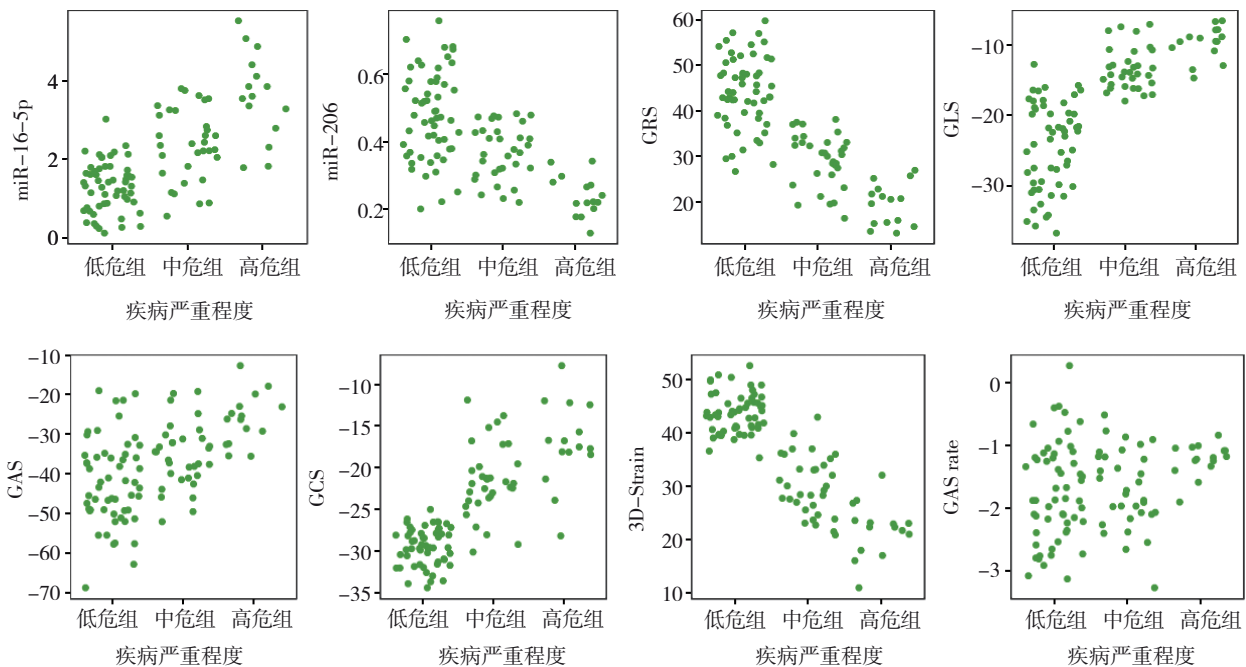 miR-16-5p
4
2
0
低危组 中危组 高危组
疾病严重程度
miR-206
0.6
0.4
0.2
低危组 中危组 高危组
疾病严重程度
GRS
60
50
40
30
20
低危组 中危组 高危组
疾病严重程度
GLS
-10
-20
-30
低危组 中危组 高危组
疾病严重程度
GAS
-10
-20
-30
-40
-50
-60
-70
低危组 中危组 高危组
疾病严重程度
GCS
-10
-15
-20
-25
-30
-35
低危组 中危组 高危组
疾病严重程度
3D-Strain
50
40
30
20
10
低危组 中危组 高危组
疾病严重程度
GAS rate
0
-1
-2
-3
低危组 中危组 高危组
疾病严重程度